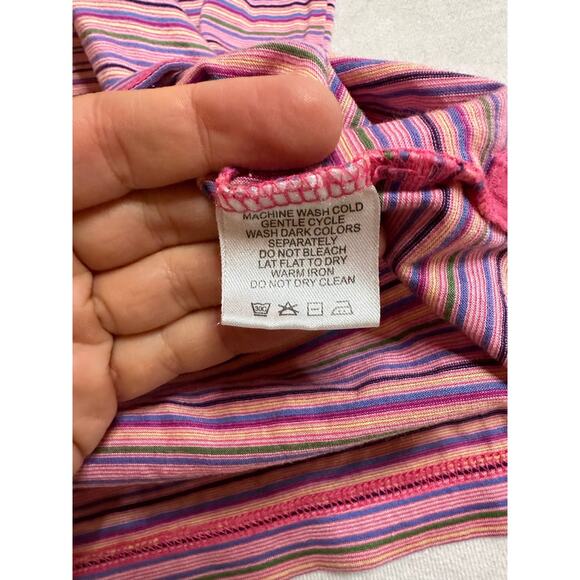 MACHINE WASH COLD
GENTLE CYCLE
WASH DARK COLORS
SEPARATELY
DO NOT BLEACH
LAT FLAT TO DRY
WARM IRON
DO NOT DRY CLEAN